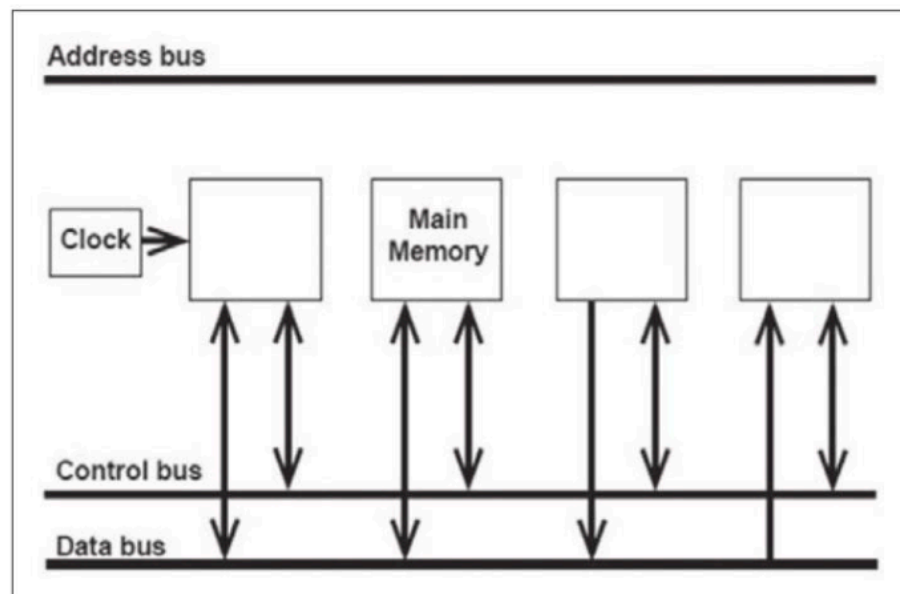 Address bus
Clock
Main
Memory
Control bus
Data bus